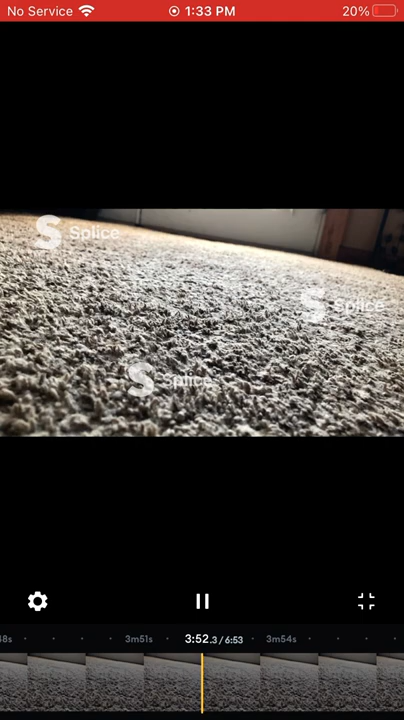 No Service 1:33 PM 20%
Splice
Splice
Splice
3m51s 3:52.3 / 6:53 3m54s